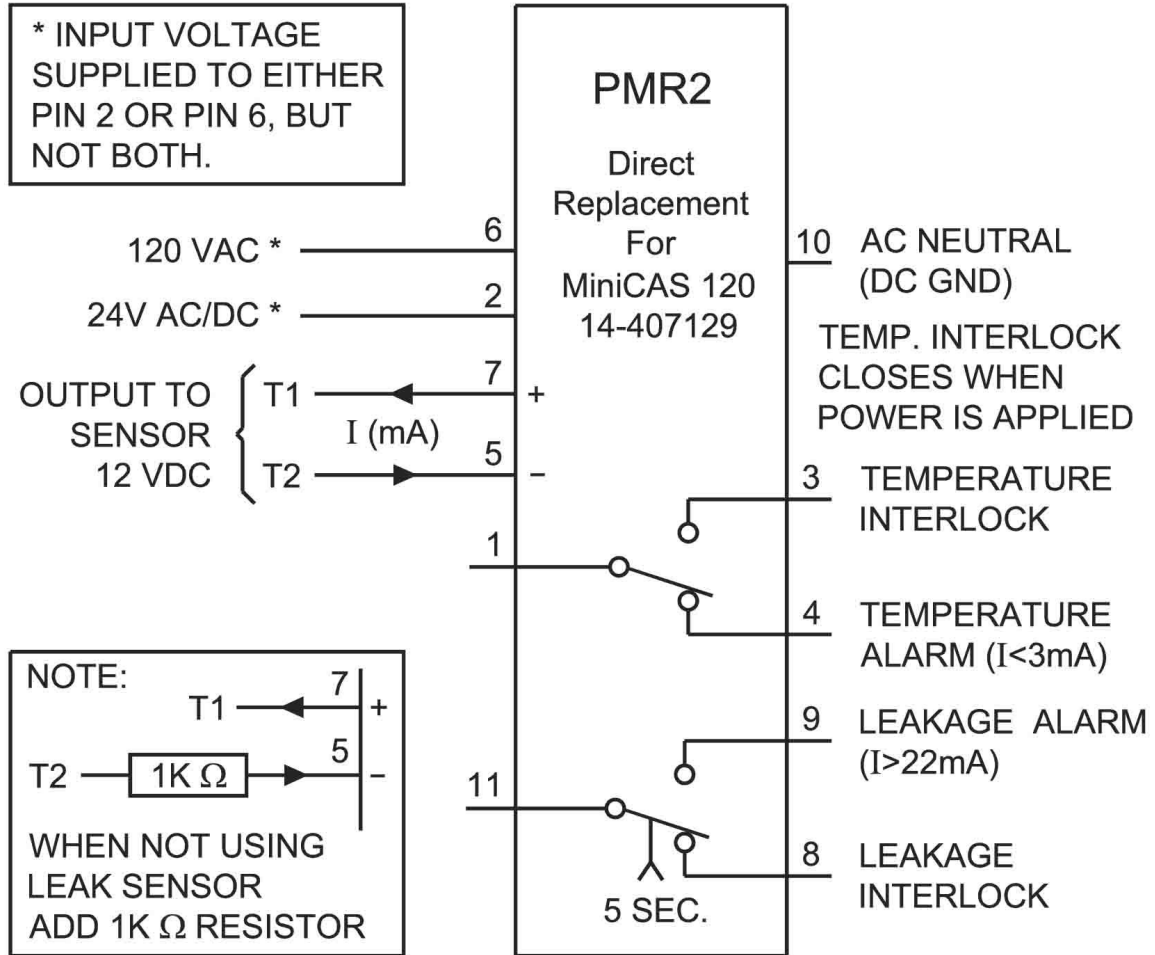 * INPUT VOLTAGE
SUPPLIED TO EITHER
PIN 2 OR PIN 6, BUT
NOT BOTH.
PMR2
Direct
Replacement
For
MiniCAS 120
14-407129
120 VAC *
6
24V AC/DC *
2
OUTPUT TO
SENSOR
12 VDC
T1
7
+
I (mA)
T2
5
−
1
11
5 SEC.
10
AC NEUTRAL
(DC GND)
TEMP. INTERLOCK
CLOSES WHEN
POWER IS APPLIED
3
TEMPERATURE
INTERLOCK
4
TEMPERATURE
ALARM (I<3mA)
9
LEAKAGE ALARM
(I>22mA)
8
LEAKAGE
INTERLOCK
NOTE:
T1
7
+
T2
1K Ω
5
−
WHEN NOT USING
LEAK SENSOR
ADD 1K Ω RESISTOR